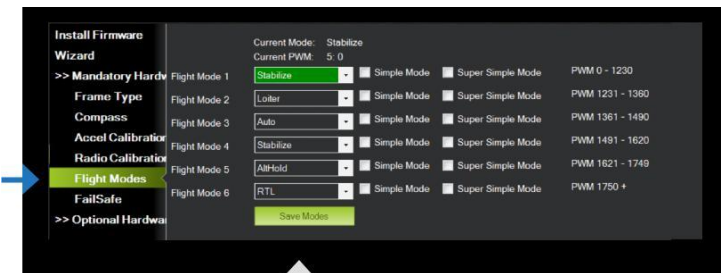 Install Firmware
Wizard
>> Mandatory Hardw
Frame Type
Compass
Accel Calibration
Radio Calibration
Flight Modes
FailSafe
>> Optional Hardwa
Current Mode: Stabilize
Current PWM: 5: 0
Flight Mode 1 Stabilize Simple Mode Super Simple Mode PWM 0 - 1230
Flight Mode 2 Loiter Simple Mode Super Simple Mode PWM 1231 - 1360
Flight Mode 3 Auto Simple Mode Super Simple Mode PWM 1361 - 1490
Flight Mode 4 Stabilize Simple Mode Super Simple Mode PWM 1491 - 1620
Flight Mode 5 AltHold Simple Mode Super Simple Mode PWM 1621 - 1749
Flight Mode 6 RTL Simple Mode Super Simple Mode PWM 1750 +
Save Modes